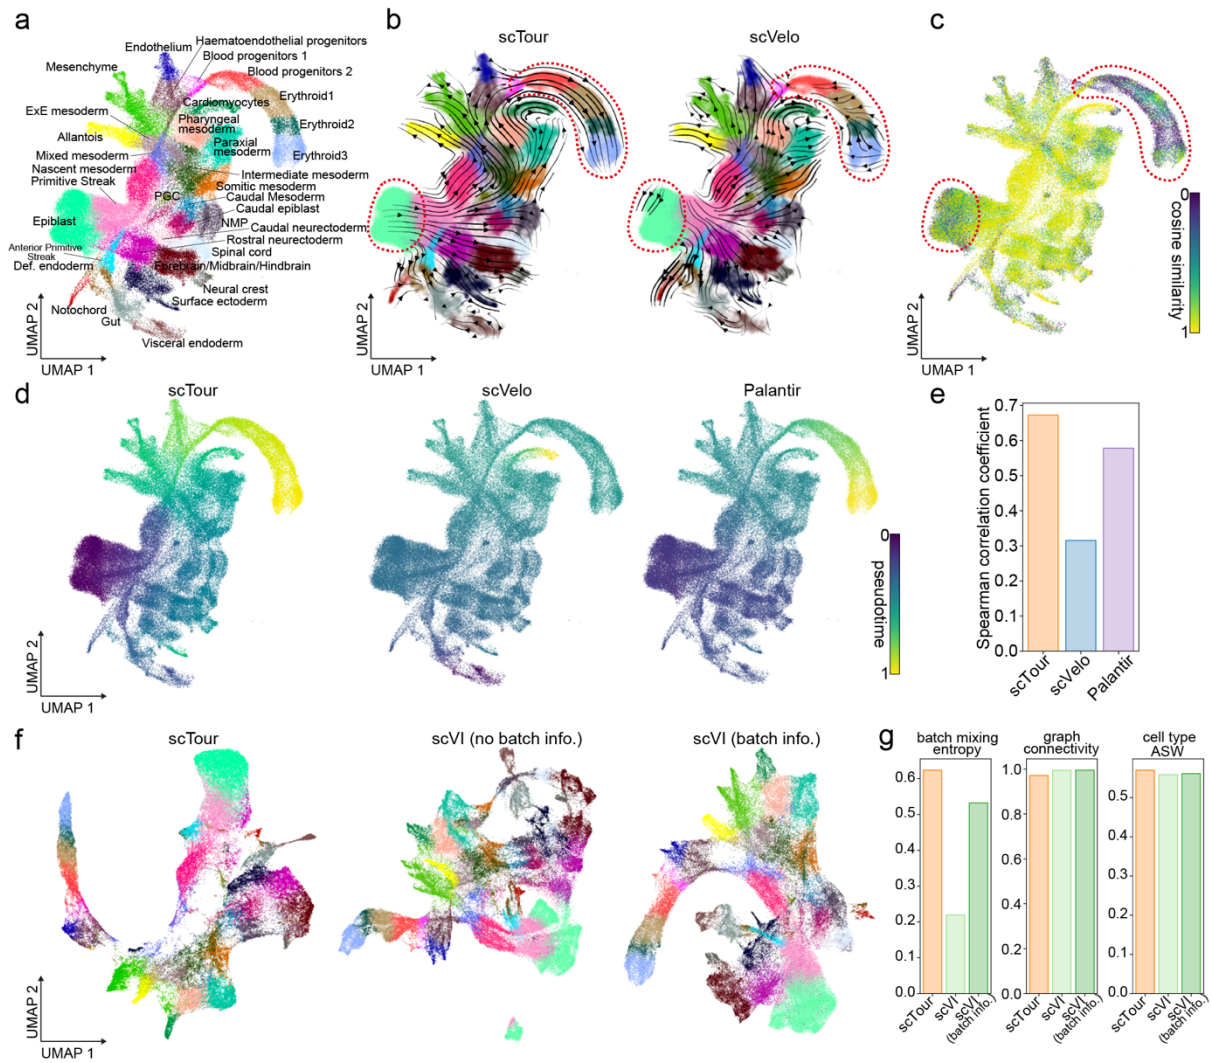 a
Endothelium
Haematoendothelial progenitors
Blood progenitors 1
Blood progenitors 2
Mesenchyme
Erythroid1
Cardiomyocytes
ExE mesoderm
Pharyngeal
mesoderm
Erythroid2
Allantois
Paraxial
mesoderm
Erythroid3
Mixed mesoderm
Nascent mesoderm
Intermediate mesoderm
Primitive Streak
PGC
Somitic mesoderm
Caudal Mesoderm
Caudal epiblast
Epiblast
NMP
Caudal neurectoderm
Rostral neurectoderm
Anterior Primitive
Streak
Spinal cord
Def. endoderm
Forebrain/Midbrain/Hindbrain
Neural crest
Surface ectoderm
Notochord
Gut
Visceral endoderm
UMAP 2
UMAP 1
b
scTour
scVelo
UMAP 2
UMAP 1
c
0
cosine similarity
1
UMAP 2
UMAP 1
d
scTour
scVelo
Palantir
0
pseudotime
1
UMAP 2
UMAP 1
e
Spearman correlation coefficient
0.7
0.6
0.5
0.4
0.3
0.2
0.1
0.0
scTour
scVelo
Palantir
f
scTour
scVI (no batch info.)
scVI (batch info.)
UMAP 2
UMAP 1
g
batch mixing
entropy
0.6
0.5
0.4
0.3
0.2
0.1
0.0
scTour
scVI
scVI
(batch info.)
graph
connectivity
1.0
0.8
0.6
0.4
0.2
0.0
scTour
scVI
scVI
(batch info.)
cell type
ASW
0.5
0.4
0.3
0.2
0.1
0.0
scTour
scVI
scVI
(batch info.)